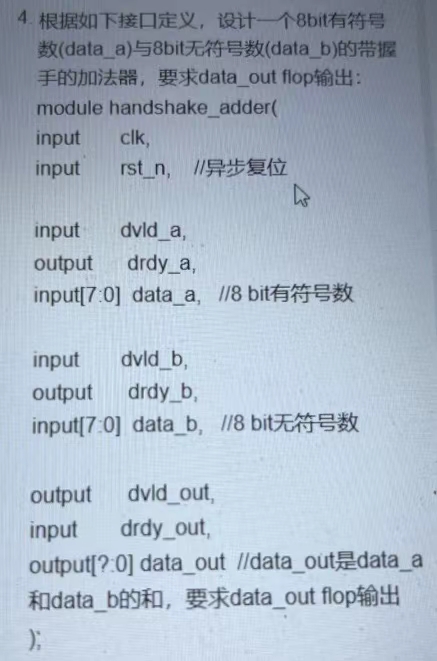 4. 根据如下接口定义，设计一个8bit有符号
数(data_a)与8bit无符号数(data_b)的带握
手的加法器，要求data_out flop输出：
module handshake_adder(
input clk,
input rst_n, //异步复位
input dvld_a,
output drdy_a,
input[7:0] data_a, //8 bit有符号数
input dvld_b,
output drdy_b,
input[7:0] data_b, //8 bit无符号数
output dvld_out,
input drdy_out,
output[?:0] data_out //data_out是data_a
和data_b的和，要求data_out flop输出
);